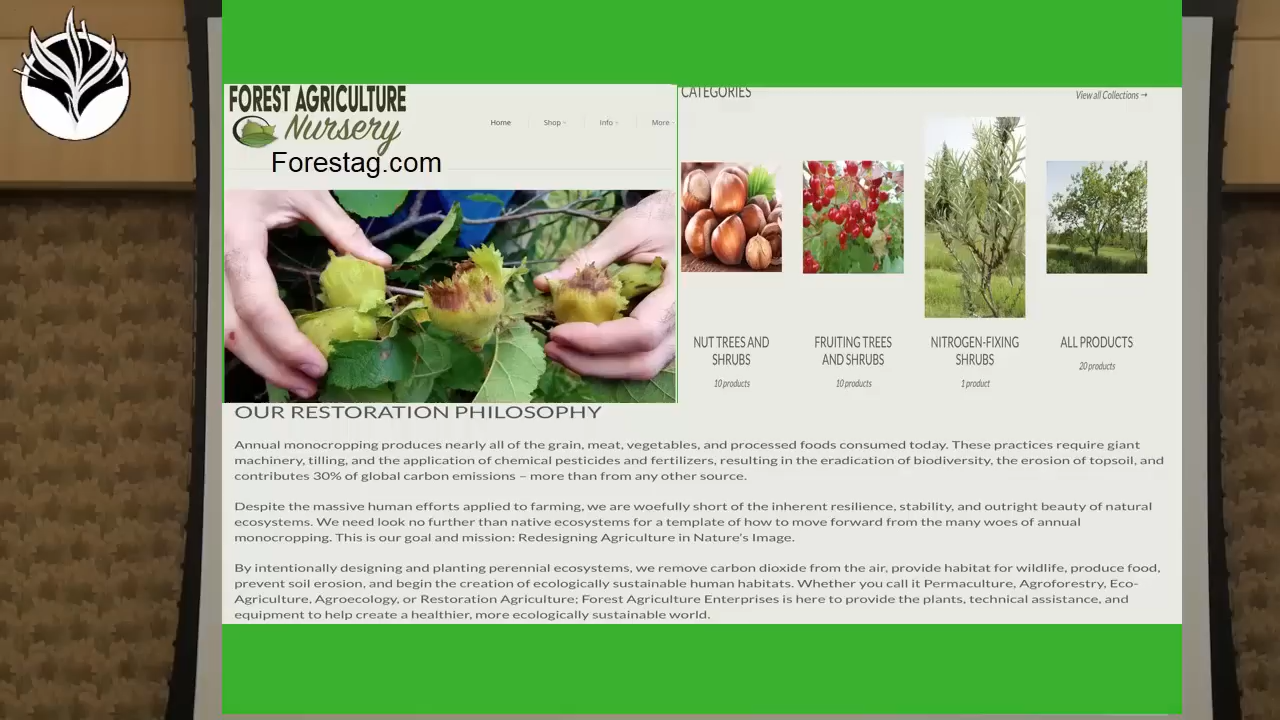 FOREST AGRICULTURE
Nursery
Forestag.com
Home
Shop
Info
More
CATEGORIES
View all Collections →
NUT TREES AND
SHRUBS
10 products
FRUITING TREES
AND SHRUBS
10 products
NITROGEN-FIXING
SHRUBS
1 product
ALL PRODUCTS
20 products
OUR RESTORATION PHILOSOPHY
Annual monocropping produces nearly all of the grain, meat, vegetables, and processed foods consumed today. These practices require giant
machinery, tilling, and the application of chemical pesticides and fertilizers, resulting in the eradication of biodiversity, the erosion of topsoil, and
contributes 30% of global carbon emissions – more than from any other source.
Despite the massive human efforts applied to farming, we are woefully short of the inherent resilience, stability, and outright beauty of natural
ecosystems. We need look no further than native ecosystems for a template of how to move forward from the many woes of annual
monocropping. This is our goal and mission: Redesigning Agriculture in Nature's Image.
By intentionally designing and planting perennial ecosystems, we remove carbon dioxide from the air, provide habitat for wildlife, produce food,
prevent soil erosion, and begin the creation of ecologically sustainable human habitats. Whether you call it Permaculture, Agroforestry, Eco-
Agriculture, Agroecology, or Restoration Agriculture; Forest Agriculture Enterprises is here to provide the plants, technical assistance, and
equipment to help create a healthier, more ecologically sustainable world.